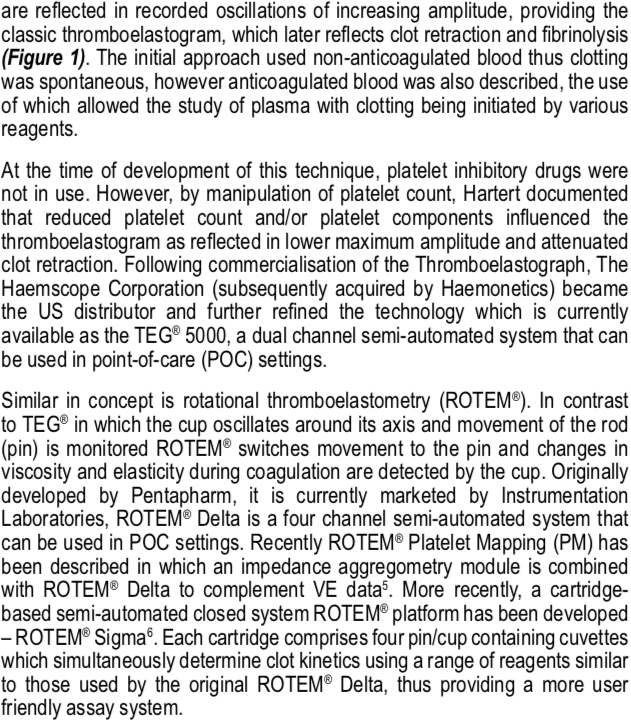 are reflected in recorded oscillations of increasing amplitude, providing the
classic thromboelastogram, which later reflects clot retraction and fibrinolysis
(Figure 1). The initial approach used non-anticoagulated blood thus clotting
was spontaneous, however anticoagulated blood was also described, the use
of which allowed the study of plasma with clotting being initiated by various
reagents.
At the time of development of this technique, platelet inhibitory drugs were
not in use. However, by manipulation of platelet count, Hartert documented
that reduced platelet count and/or platelet components influenced the
thromboelastogram as reflected in lower maximum amplitude and attenuated
clot retraction. Following commercialisation of the Thromboelastograph, The
Haemscope Corporation (subsequently acquired by Haemonetics) became
the US distributor and further refined the technology which is currently
available as the TEG® 5000, a dual channel semi-automated system that can
be used in point-of-care (POC) settings.
Similar in concept is rotational thromboelastometry (ROTEM®). In contrast
to TEG® in which the cup oscillates around its axis and movement of the rod
(pin) is monitored ROTEM® switches movement to the pin and changes in
viscosity and elasticity during coagulation are detected by the cup. Originally
developed by Pentapharm, it is currently marketed by Instrumentation
Laboratories, ROTEM® Delta is a four channel semi-automated system that
can be used in POC settings. Recently ROTEM® Platelet Mapping (PM) has
been described in which an impedance aggregometry module is combined
with ROTEM® Delta to complement VE data⁵. More recently, a cartridge-
based semi-automated closed system ROTEM® platform has been developed
– ROTEM® Sigma⁶. Each cartridge comprises four pin/cup containing cuvettes
which simultaneously determine clot kinetics using a range of reagents similar
to those used by the original ROTEM® Delta, thus providing a more user
friendly assay system.